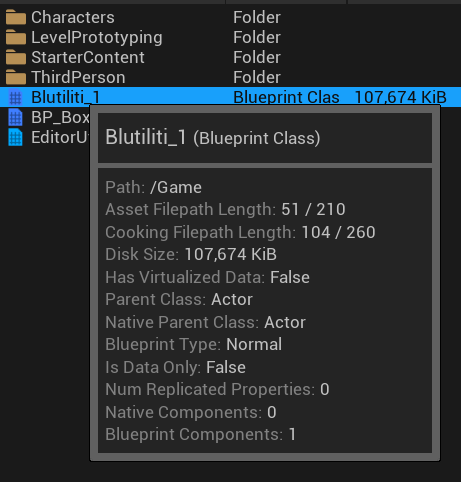 Characters Folder
LevelPrototyping Folder
StarterContent Folder
ThirdPerson Folder
Blutiliti_1 Blueprint Clas 107,674 KiB
BP_Box
EditorU
Blutiliti_1 (Blueprint Class)
Path: /Game
Asset Filepath Length: 51 / 210
Cooking Filepath Length: 104 / 260
Disk Size: 107,674 KiB
Has Virtualized Data: False
Parent Class: Actor
Native Parent Class: Actor
Blueprint Type: Normal
Is Data Only: False
Num Replicated Properties: 0
Native Components: 0
Blueprint Components: 1